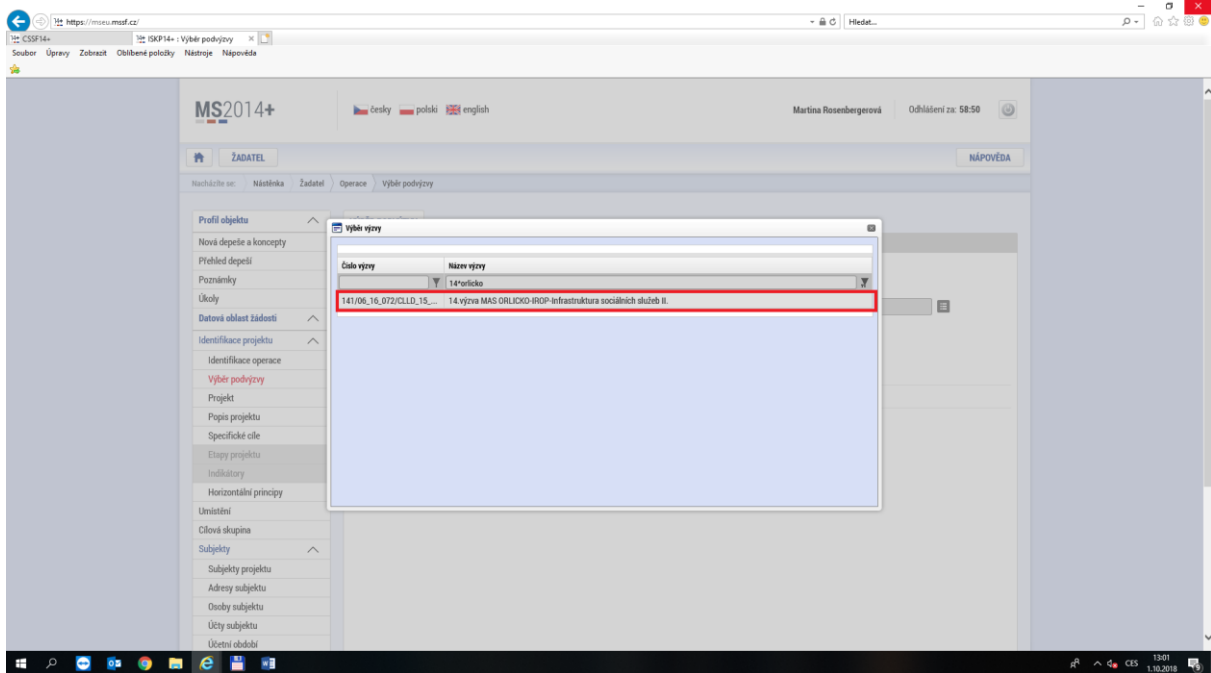 https://mseu.mssf.cz/
Hledat...
CSSF14+
ISKP14+ : Výběr podvýzvy
Soubor Úpravy Zobrazit Oblíbené položky Nástroje Nápověda
MS2014+
česky polski english
Martina Rosenbergerová
Odhlášení za: 58:50
ŽADATEL
NÁPOVĚDA
Nacházíte se: Nástěnka Žadatel Operace Výběr podvýzvy
Profil objektu
Nová depeše a koncepty
Přehled depeší
Poznámky
Úkoly
Datová oblast žádosti
Identifikace projektu
Identifikace operace
Výběr podvýzvy
Projekt
Popis projektu
Specifické cíle
Etapy projektu
Indikátory
Horizontální principy
Umístění
Cílová skupina
Subjekty
Subjekty projektu
Adresy subjektu
Osoby subjektu
Účty subjektu
Účetní období
Výběr výzvy
Číslo výzvy Název výzvy
14*orlicko
141/06_16_072/CLLD_15_... 14.výzva MAS ORLICKO-IROP-Infrastruktura sociálních služeb II.
CES
13:01
1.10.2018